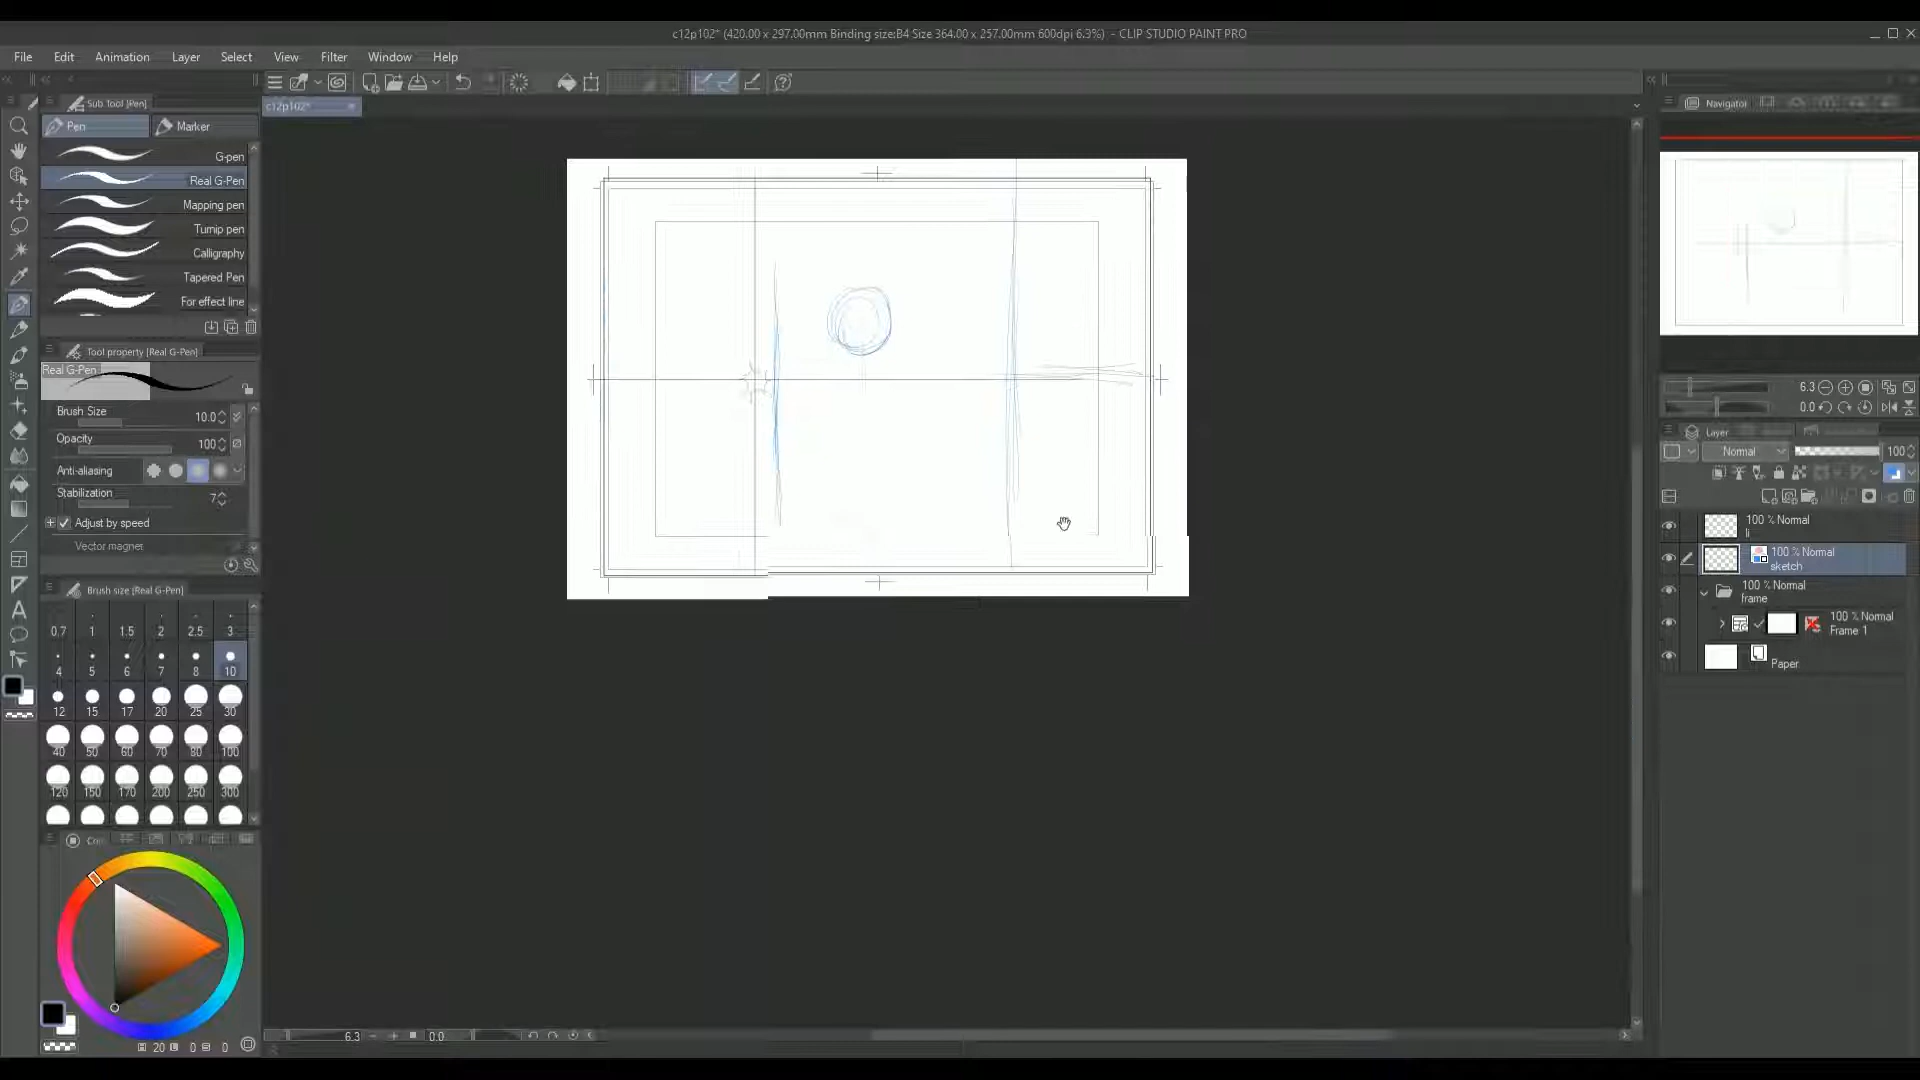 c12p102* (420.00 x 297.00mm Binding size:B4 Size 364.00 x 257.00mm 600dpi 6.3%) - CLIP STUDIO PAINT PRO
File Edit Animation Layer Select View Filter Window Help
Sub Tool [Pen]
c12p102*
Pen Marker
G-pen
Real G-Pen
Mapping pen
Turnip pen
Calligraphy
Tapered Pen
For effect line
Tool property [Real G-Pen]
Real G-Pen
Brush Size 10.0
Opacity 100
Anti-aliasing
Stabilization 7
Adjust by speed
Vector magnet
Brush size [Real G-Pen]
0.7 1 1.5 2 2.5 3
4 5 6 7 8 10
12 15 17 20 25 30
40 50 60 70 80 100
120 150 170 200 250 300
20 0 0
6.3 0.0
Navigator
6.3
0.0
Layer
Normal 100
100 % Normal
100 % Normal
sketch
100 % Normal
frame
100 % Normal
Frame 1
Paper